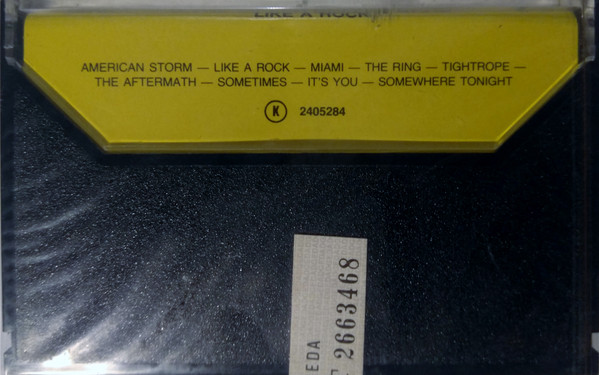 LIKE A ROCK
AMERICAN STORM — LIKE A ROCK — MIAMI — THE RING — TIGHTROPE —
THE AFTERMATH — SOMETIMES — IT'S YOU — SOMEWHERE TONIGHT
K 2405284
EDA
2663468